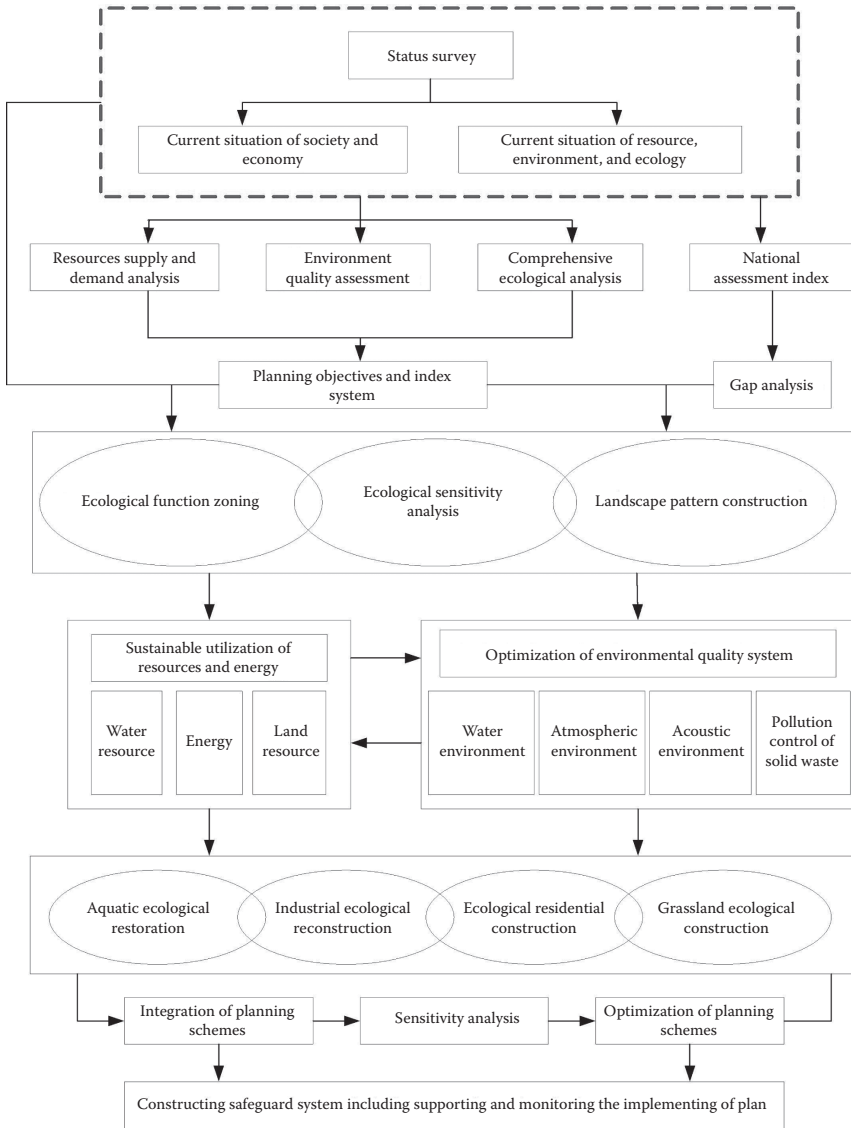 Status survey
Current situation of society and
economy
Current situation of resource,
environment, and ecology
Resources supply and
demand analysis
Environment
quality assessment
Comprehensive
ecological analysis
National
assessment index
Planning objectives and index
system
Gap analysis
Ecological function zoning
Ecological sensitivity
analysis
Landscape pattern construction
Sustainable utilization of
resources and energy
Optimization of environmental quality system
Water
resource
Energy
Land
resource
Water
environment
Atmospheric
environment
Acoustic
environment
Pollution
control of
solid waste
Aquatic ecological
restoration
Industrial ecological
reconstruction
Ecological residential
construction
Grassland ecological
construction
Integration of planning
schemes
Sensitivity analysis
Optimization of planning
schemes
Constructing safeguard system including supporting and monitoring the implementing of plan